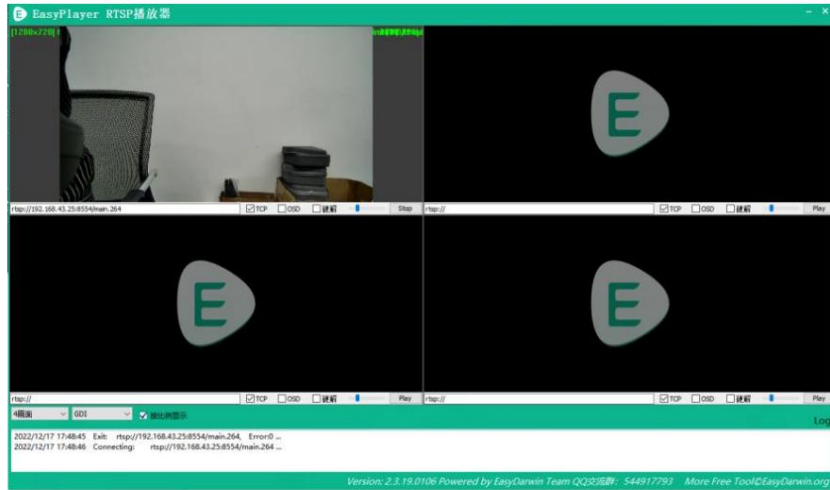 EasyPlayer RTSP播放器
[1280x720]
E
rtsp://192.168.43.25:8554/main.264 TCP OSD 硬解 Stop
rtsp:// TCP OSD 硬解 Play
E
E
rtsp:// TCP OSD 硬解 Play
rtsp:// TCP OSD 硬解 Play
4画面 GDI 按比例显示
Log
2022/12/17 17:48:45 Exit: rtsp://192.168.43.25:8554/main.264, Error:0 ...
2022/12/17 17:48:46 Connecting: rtsp://192.168.43.25:8554/main.264 ...
Version: 2.3.19.0106 Powered by EasyDarwin Team QQ交流群: 544917793 More Free Tool©EasyDarwin.org